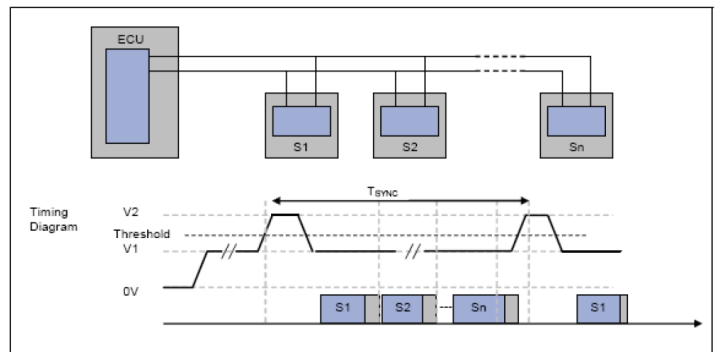 ECU
S1
S2
Sn
TSYNC
Timing
Diagram
V2
Threshold
V1
0V
S1
S2
Sn
S1